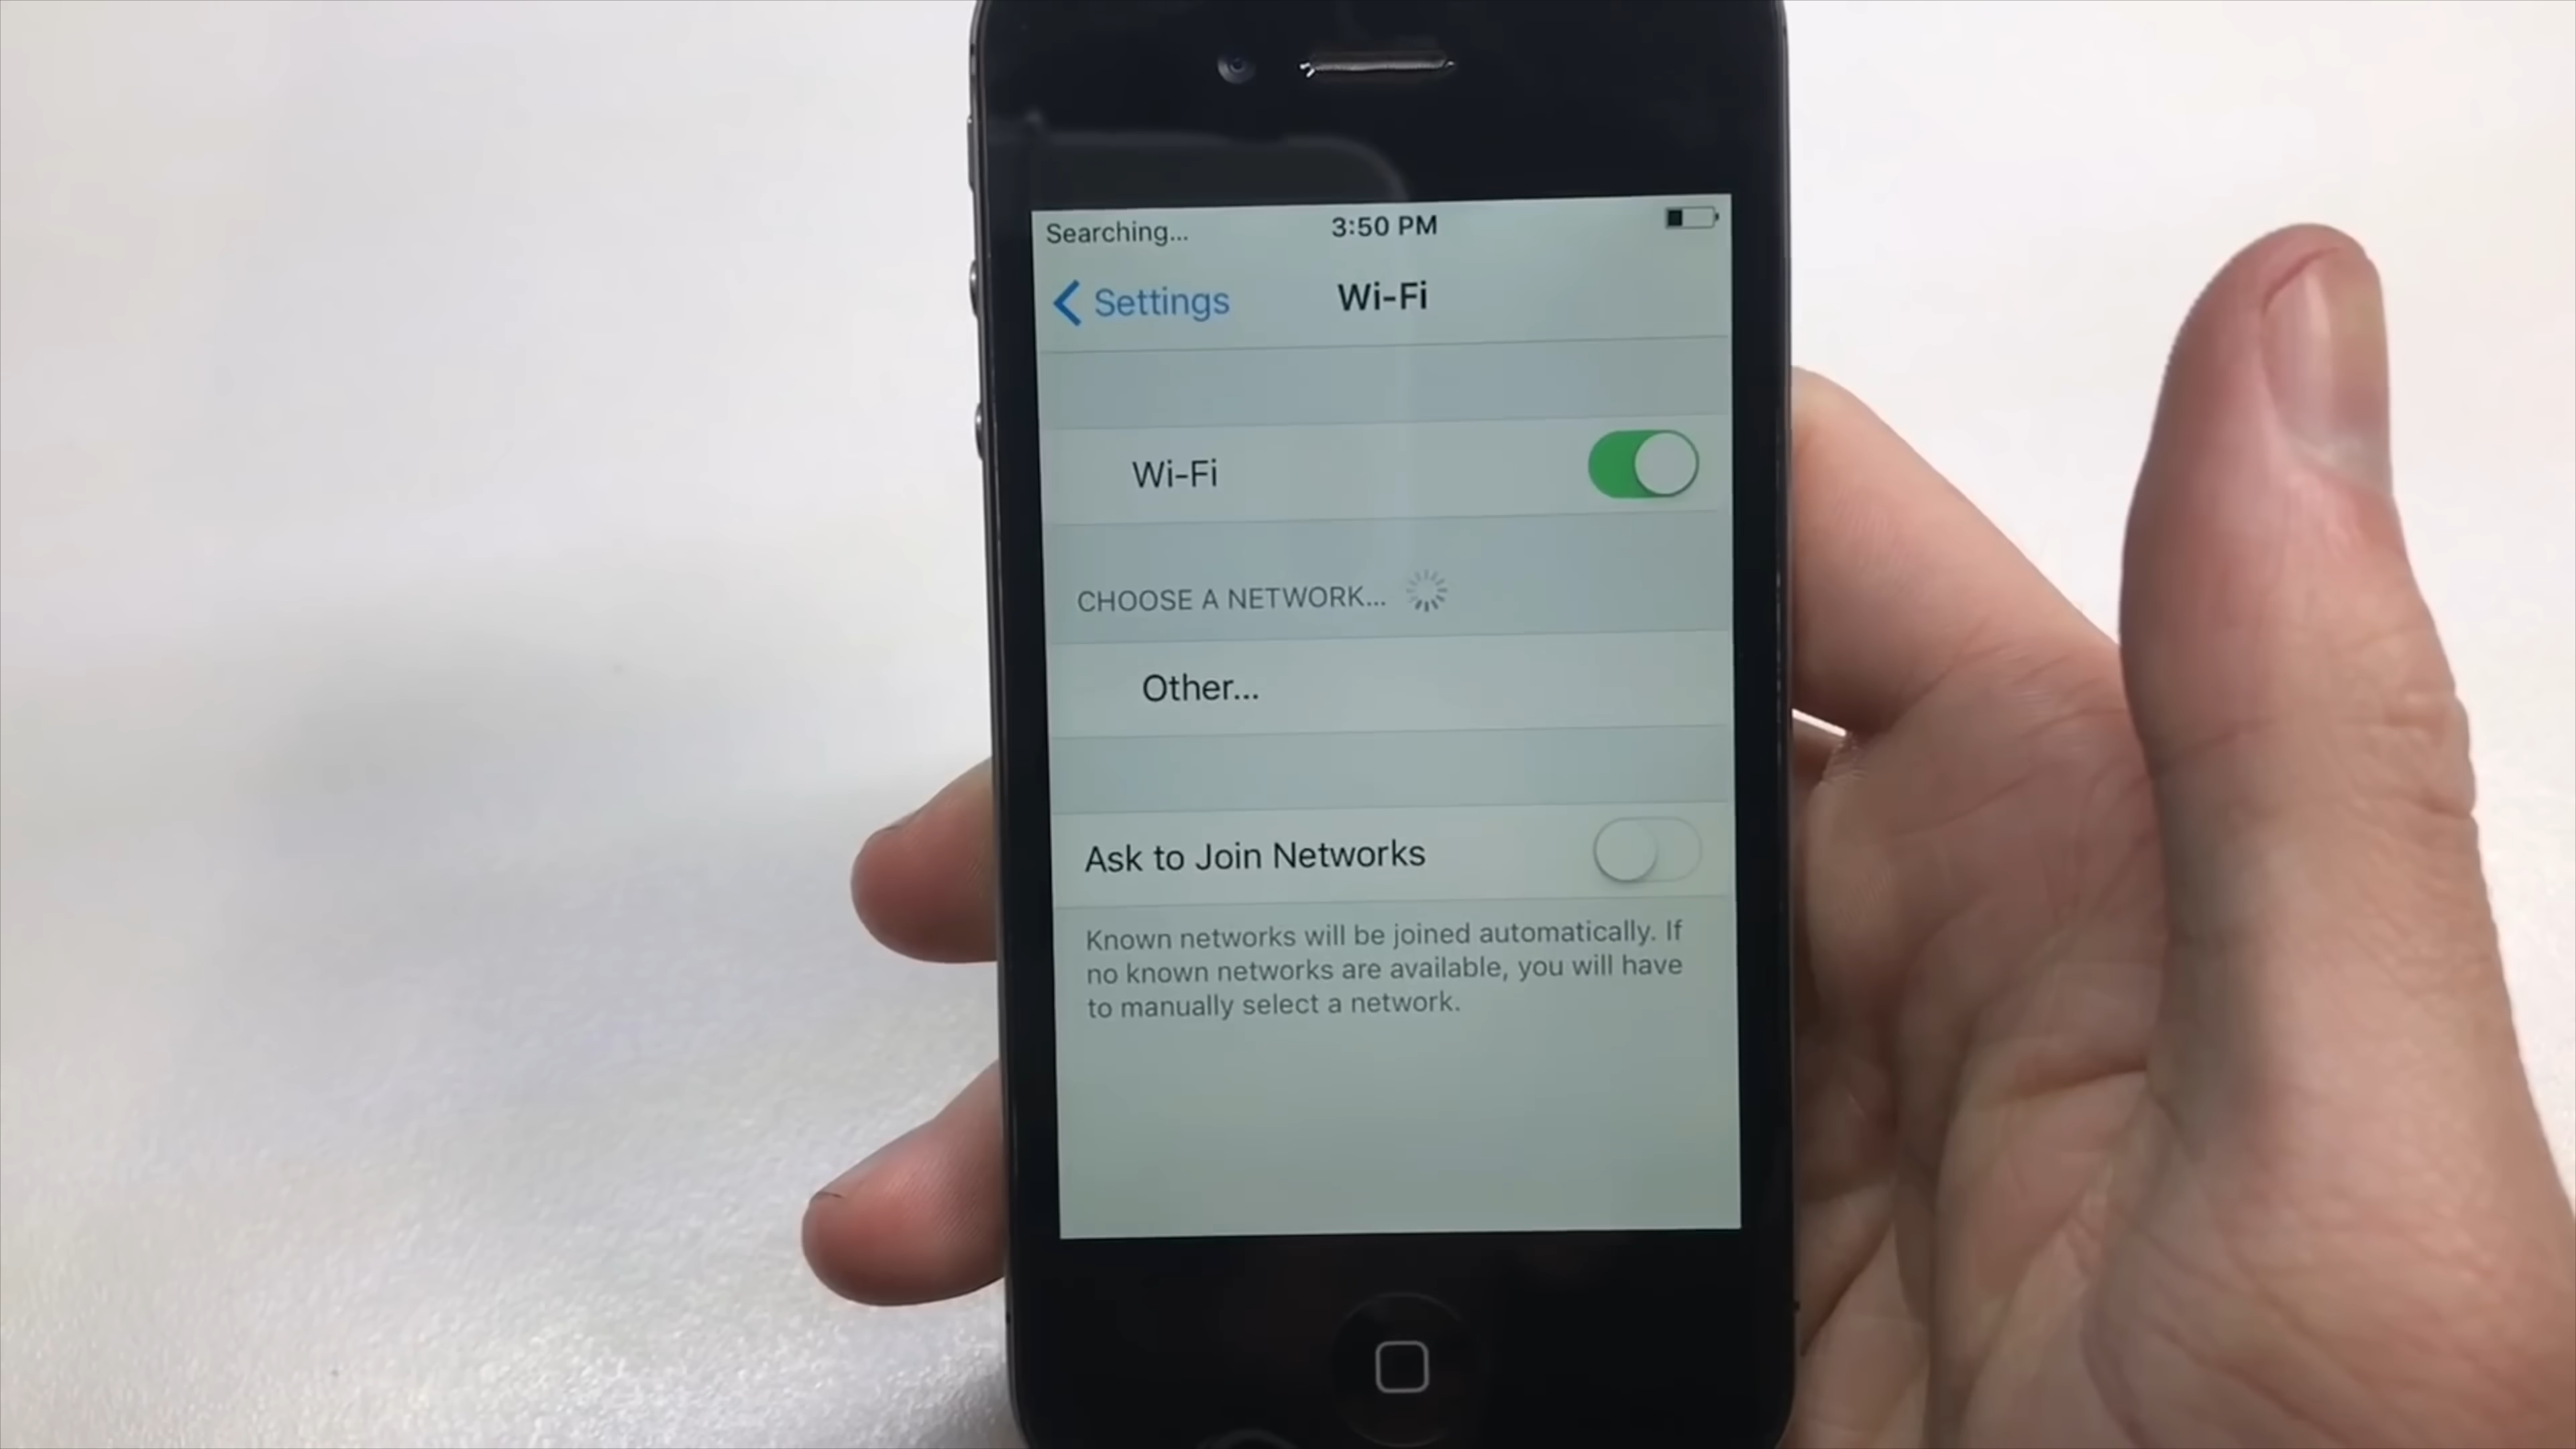 Searching...
3:50 PM
Settings
Wi-Fi
Wi-Fi
CHOOSE A NETWORK...
Other...
Ask to Join Networks
Known networks will be joined automatically. If
no known networks are available, you will have
to manually select a network.